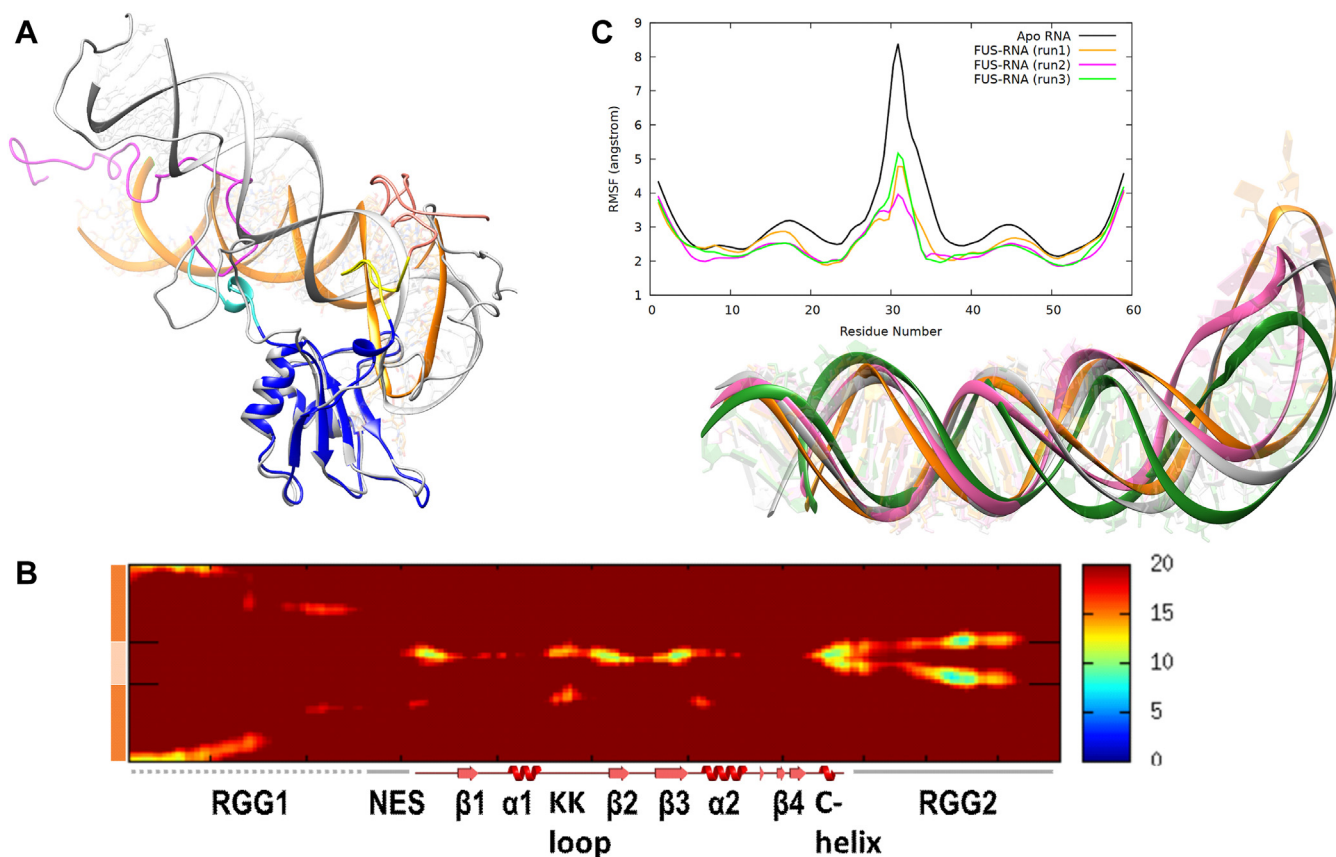 A
C
9
8
7
6
5
4
3
2
1
RMSF (angstrom)
Apo RNA
FUS-RNA (run1)
FUS-RNA (run2)
FUS-RNA (run3)
0 10 20 30 40 50 60
Residue Number
B
20
15
10
5
0
RGG1 NES β1 α1 KK β2 β3 α2 β4 C- RGG2
loop helix